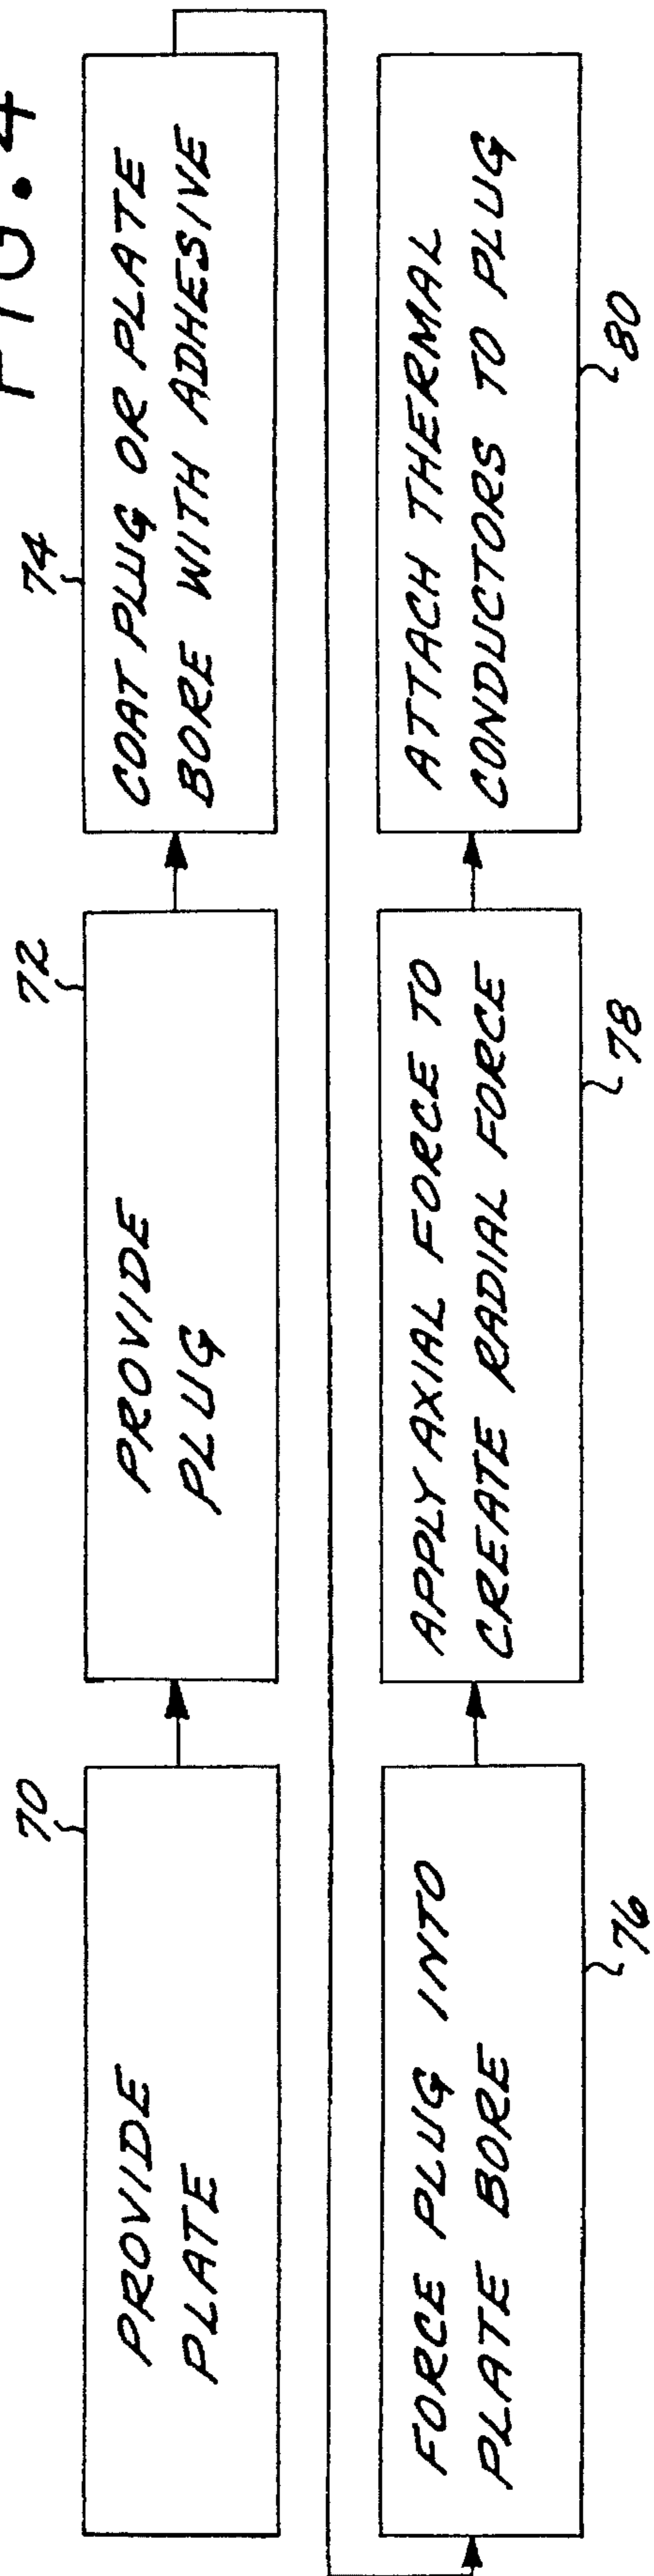 FIG. 4
70
PROVIDE
PLATE
72
PROVIDE
PLUG
74
COAT PLUG OR PLATE
BORE WITH ADHESIVE
FORCE PLUG INTO
PLATE BORE
76
APPLY AXIAL FORCE TO
CREATE RADIAL FORCE
78
ATTACH THERMAL
CONDUCTORS TO PLUG
80